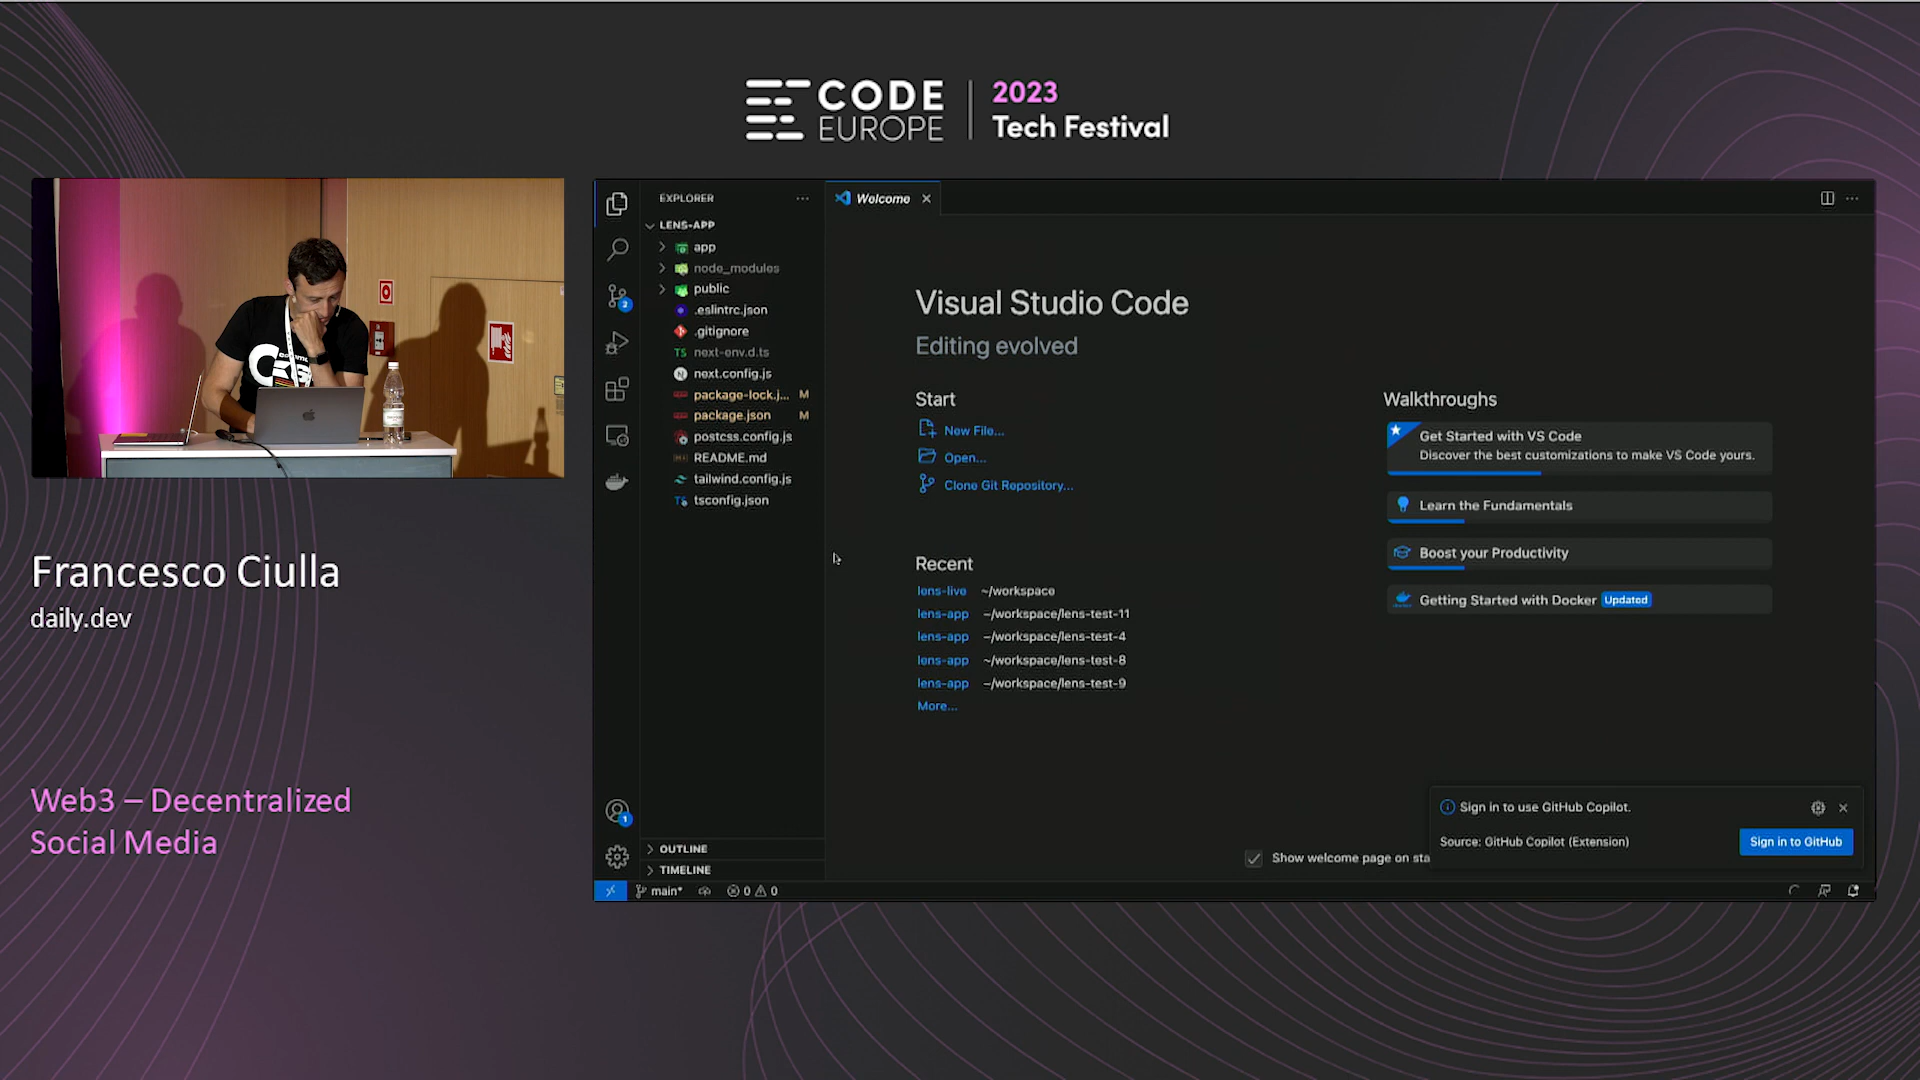 CODE
EUROPE
2023
Tech Festival
EXPLORER
LENS-APP
app
node_modules
public
.eslintrc.json
.gitignore
TS next-env.d.ts
N next.config.js
package-lock.j... M
package.json M
postcss.config.js
README.md
tailwind.config.js
TS tsconfig.json
OUTLINE
TIMELINE
2
1
Welcome
Visual Studio Code
Editing evolved
Start
New File...
Open...
Clone Git Repository...
Recent
lens-live ~/workspace
lens-app ~/workspace/lens-test-11
lens-app ~/workspace/lens-test-4
lens-app ~/workspace/lens-test-8
lens-app ~/workspace/lens-test-9
More...
Walkthroughs
Get Started with VS Code
Discover the best customizations to make VS Code yours.
Learn the Fundamentals
Boost your Productivity
Getting Started with Docker Updated
Sign in to use GitHub Copilot.
Source: GitHub Copilot (Extension)
Sign in to GitHub
Show welcome page on sta
main* 0 0
Francesco Ciulla
daily.dev
Web3 – Decentralized
Social Media